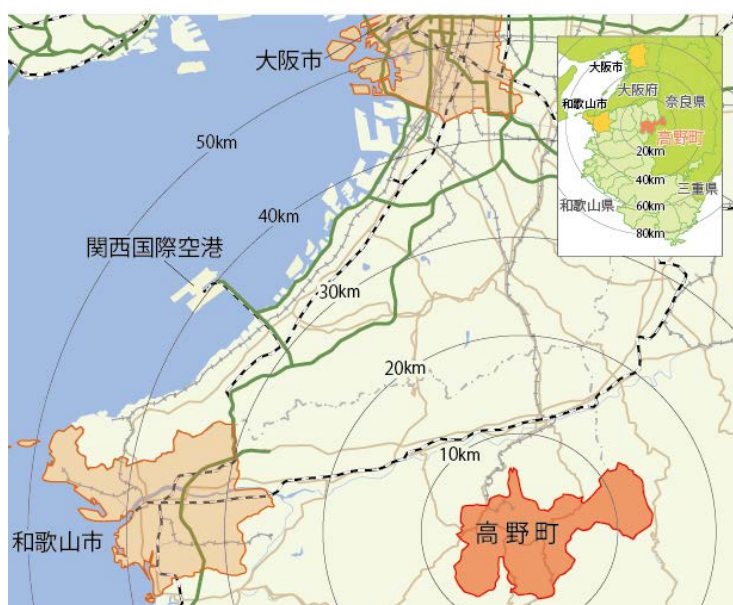 大阪市
50km
40km
関西国際空港
30km
20km
10km
和歌山市
高野町
大阪市
大阪府
和歌山市
奈良県
高野町
20km
40km
三重県
和歌山県
60km
80km